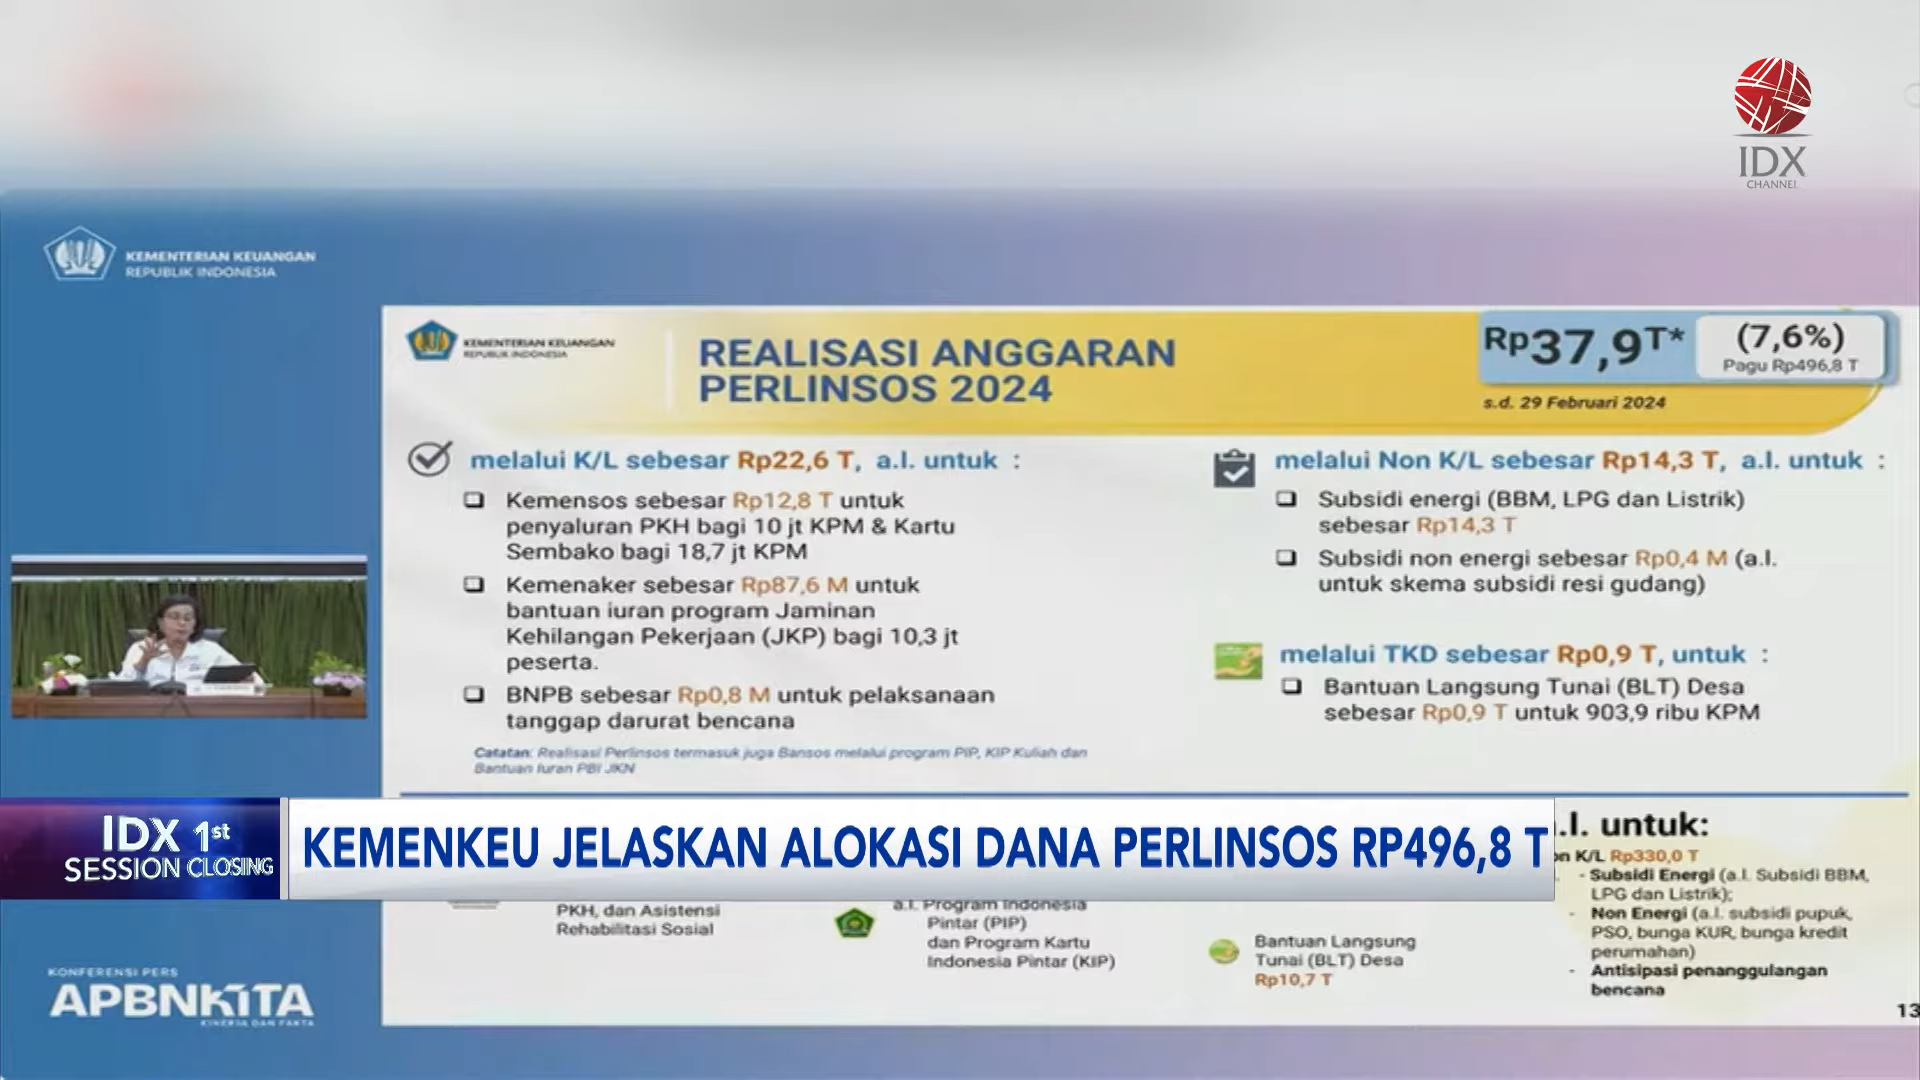 IDX
CHANNEL
KEMENTERIAN KEUANGAN
REPUBLIK INDONESIA
KEMENTERIAN KEUANGAN
REPUBLIK INDONESIA
REALISASI ANGGARAN
PERLINSOS 2024
Rp37,9T*
(7,6%)
Pagu Rp496,8 T
s.d. 29 Februari 2024
melalui K/L sebesar Rp22,6 T, a.l. untuk :
❑ Kemensos sebesar Rp12,8 T untuk
penyaluran PKH bagi 10 jt KPM & Kartu
Sembako bagi 18,7 jt KPM
❑ Kemenaker sebesar Rp87,6 M untuk
bantuan iuran program Jaminan
Kehilangan Pekerjaan (JKP) bagi 10,3 jt
peserta.
❑ BNPB sebesar Rp0,8 M untuk pelaksanaan
tanggap darurat bencana
Catatan: Realisasi Perlinsos termasuk juga Bansos melalui program PIP, KIP Kuliah dan
Bantuan Iuran PBI JKN
melalui Non K/L sebesar Rp14,3 T, a.l. untuk :
❑ Subsidi energi (BBM, LPG dan Listrik)
sebesar Rp14,3 T
❑ Subsidi non energi sebesar Rp0,4 M (a.l.
untuk skema subsidi resi gudang)
melalui TKD sebesar Rp0,9 T, untuk :
❑ Bantuan Langsung Tunai (BLT) Desa
sebesar Rp0,9 T untuk 903,9 ribu KPM
IDX 1st
SESSION CLOSING
KEMENKEU JELASKAN ALOKASI DANA PERLINSOS RP496,8 T
.l. untuk:
on K/L Rp330,0 T
- Subsidi Energi (a.l. Subsidi BBM,
LPG dan Listrik);
- Non Energi (a.l. subsidi pupuk,
PSO, bunga KUR, bunga kredit
perumahan)
- Antisipasi penanggulangan
bencana
PKH, dan Asistensi
Rehabilitasi Sosial
a.l. Program Indonesia
Pintar (PIP)
dan Program Kartu
Indonesia Pintar (KIP)
Bantuan Langsung
Tunai (BLT) Desa
Rp10,7 T
13
KONFERENSI PERS
APBNKiTA
KINERJA DAN FAKTA